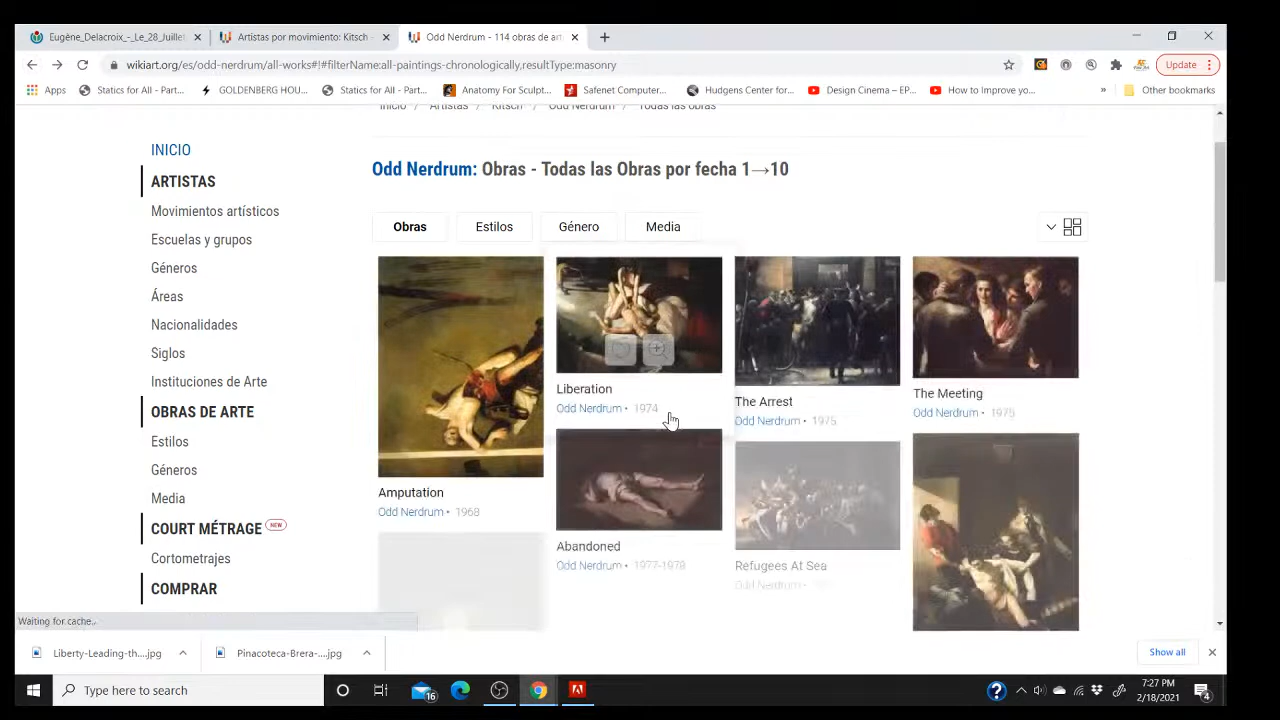 Eugène_Delacroix_-_Le_28_Juillet.
Artistas por movimiento: Kitsch -
Odd Nerdrum - 114 obras de art
wikiart.org/es/odd-nerdrum/all-works#!#filterName:all-paintings-chronologically,resultType:masonry
Update
Apps
Statics for All - Part...
GOLDENBERG HOU...
Statics for All - Part...
Anatomy For Sculpt...
Safenet Computer...
Hudgens Center for...
Design Cinema – EP...
How to Improve yo...
»
Other bookmarks
Inicio / Artistas / Kitsch / Odd Nerdrum / Todas las obras
INICIO
ARTISTAS
Movimientos artísticos
Escuelas y grupos
Géneros
Áreas
Nacionalidades
Siglos
Instituciones de Arte
OBRAS DE ARTE
Estilos
Géneros
Media
COURT MÉTRAGE NEW
Cortometrajes
COMPRAR
Odd Nerdrum: Obras - Todas las Obras por fecha 1→10
Obras
Estilos
Género
Media
Liberation
Odd Nerdrum • 1974
The Arrest
Odd Nerdrum • 1975
The Meeting
Odd Nerdrum • 1975
Amputation
Odd Nerdrum • 1968
Abandoned
Odd Nerdrum • 1977-1978
Refugees At Sea
Odd Nerdrum •
Waiting for cache..
Liberty-Leading-th....jpg
Pinacoteca-Brera-....jpg
Show all
Type here to search
16
7:27 PM
2/18/2021
4